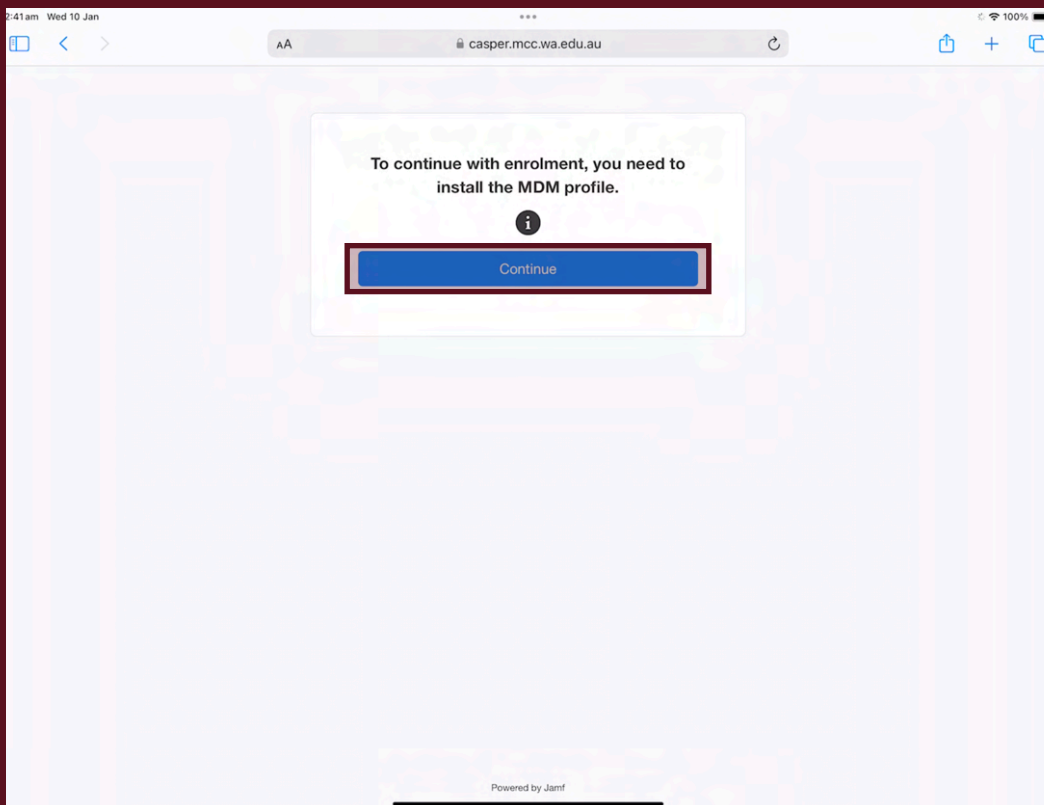 2:41 am Wed 10 Jan
100%
AA casper.mcc.wa.edu.au
To continue with enrolment, you need to
install the MDM profile.
i
Continue
Powered by Jamf